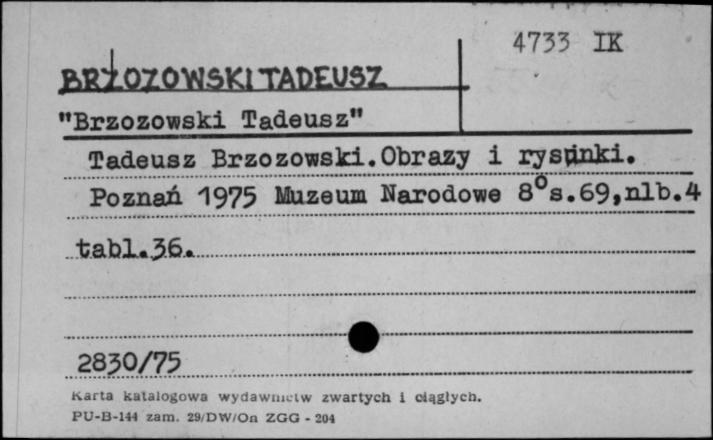 4733 IK
BRZOZOWSKI TADEUSZ
"Brzozowski Tadeusz"
Tadeusz Brzozowski.Obrazy i rysunki.
Poznań 1975 Muzeum Narodowe 8°s.69,nlb.4
tabl.36.
2830/75
Karta katalogowa wydawnictw zwartych i ciągłych.
PU-B-144 zam. 29/DW/On ZGG - 204